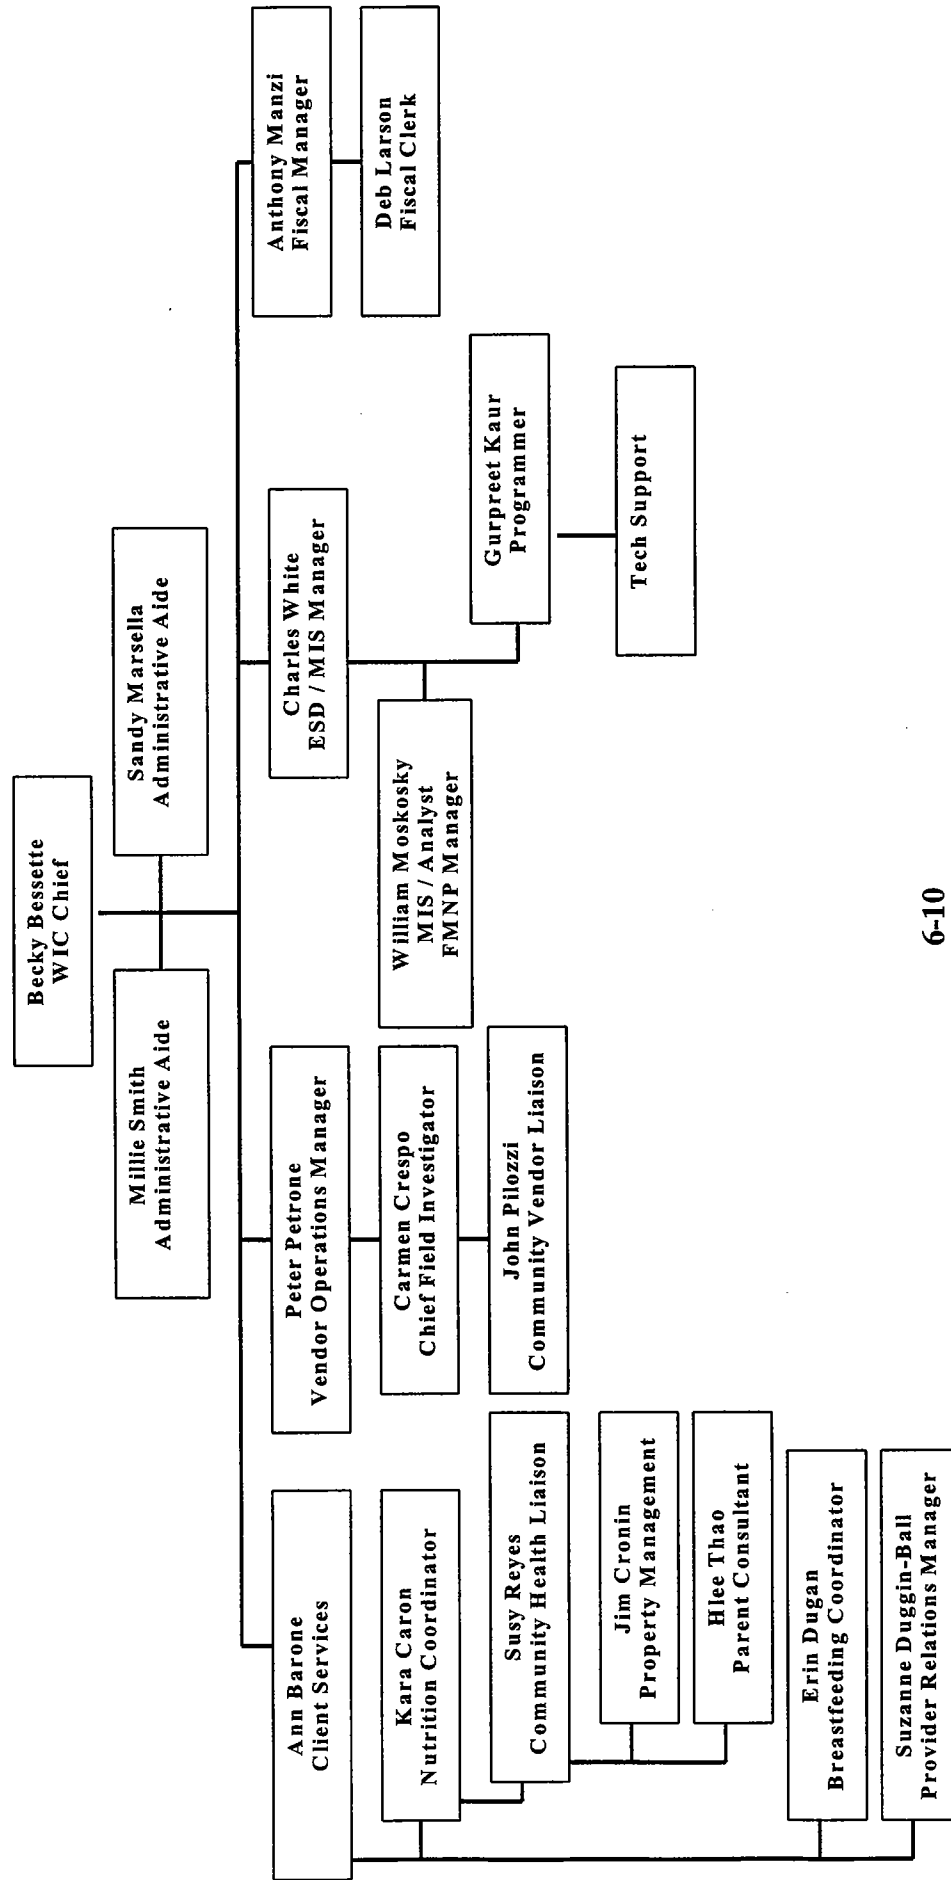 Becky Bessette
WIC Chief
Millie Smith
Administrative Aide
Sandy Marsella
Administrative Aide
Ann Barone
Client Services
Peter Petrone
Vendor Operations Manager
Charles White
ESD / MIS Manager
Anthony Manzi
Fiscal Manager
Kara Caron
Nutrition Coordinator
Carmen Crespo
Chief Field Investigator
William Moskosky
MIS / Analyst
FMNP Manager
Deb Larson
Fiscal Clerk
Susy Reyes
Community Health Liaison
John Pilozzi
Community Vendor Liaison
Gurpreet Kaur
Programmer
Jim Cronin
Property Management
Tech Support
Hlee Thao
Parent Consultant
Erin Dugan
Breastfeeding Coordinator
Suzanne Duggin-Ball
Provider Relations Manager
6-10